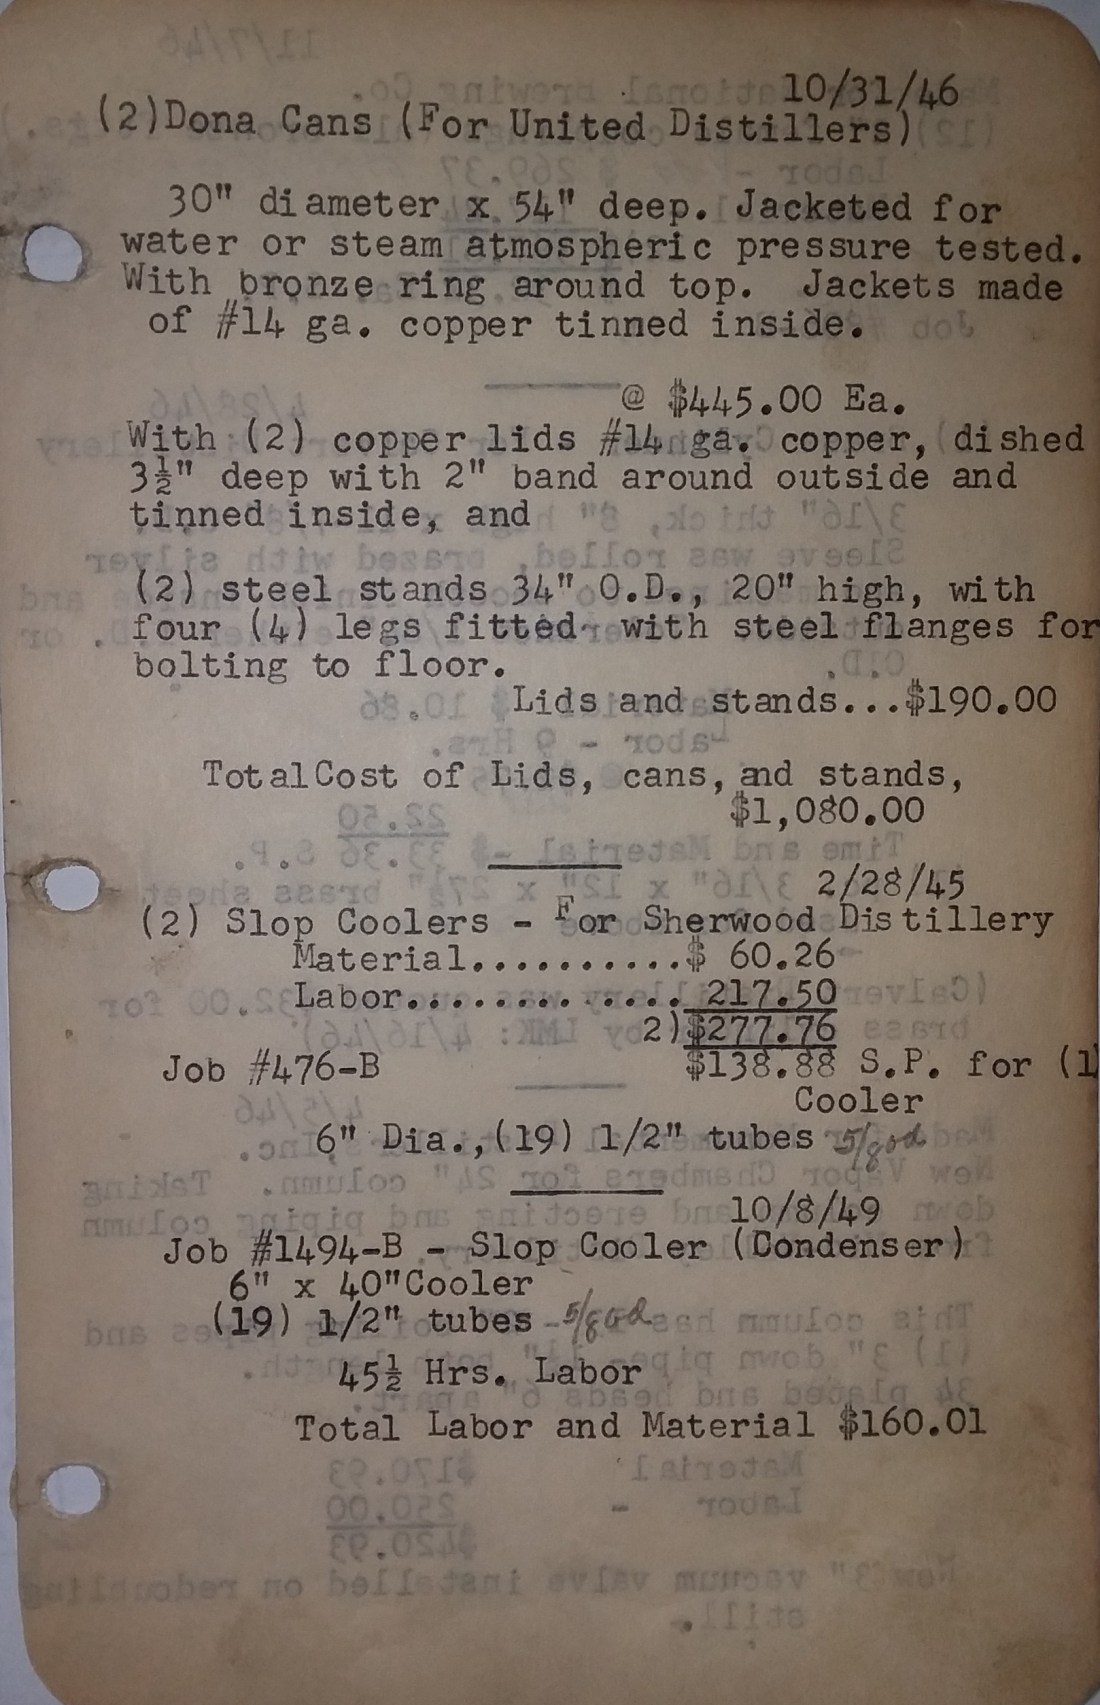 10/31/46
(2)Dona Cans (For United Distillers)
30" diameter x 54" deep. Jacketed for
water or steam atmospheric pressure tested.
With bronze ring around top. Jackets made
of #14 ga. copper tinned inside.
@ $445.00 Ea.
With (2) copper lids #14 ga. copper, dished
3½" deep with 2" band around outside and
tinned inside, and
(2) steel stands 34" O.D., 20" high, with
four (4) legs fitted with steel flanges for
bolting to floor.
Lids and stands...$190.00
TotalCost of Lids, cans, and stands,
$1,080.00
2/28/45
(2) Slop Coolers - For Sherwood Distillery
Material..........$ 60.26
Labor............. 217.50
2)$277.76
Job #476-B $138.88 S.P. for (1
Cooler
6" Dia.,(19) 1/2" tubes 5/8 od
10/8/49
Job #1494-B - Slop Cooler (Condenser)
6" x 40"Cooler
(19) 1/2" tubes - 5/8 od
45½ Hrs. Labor
Total Labor and Material $160.01